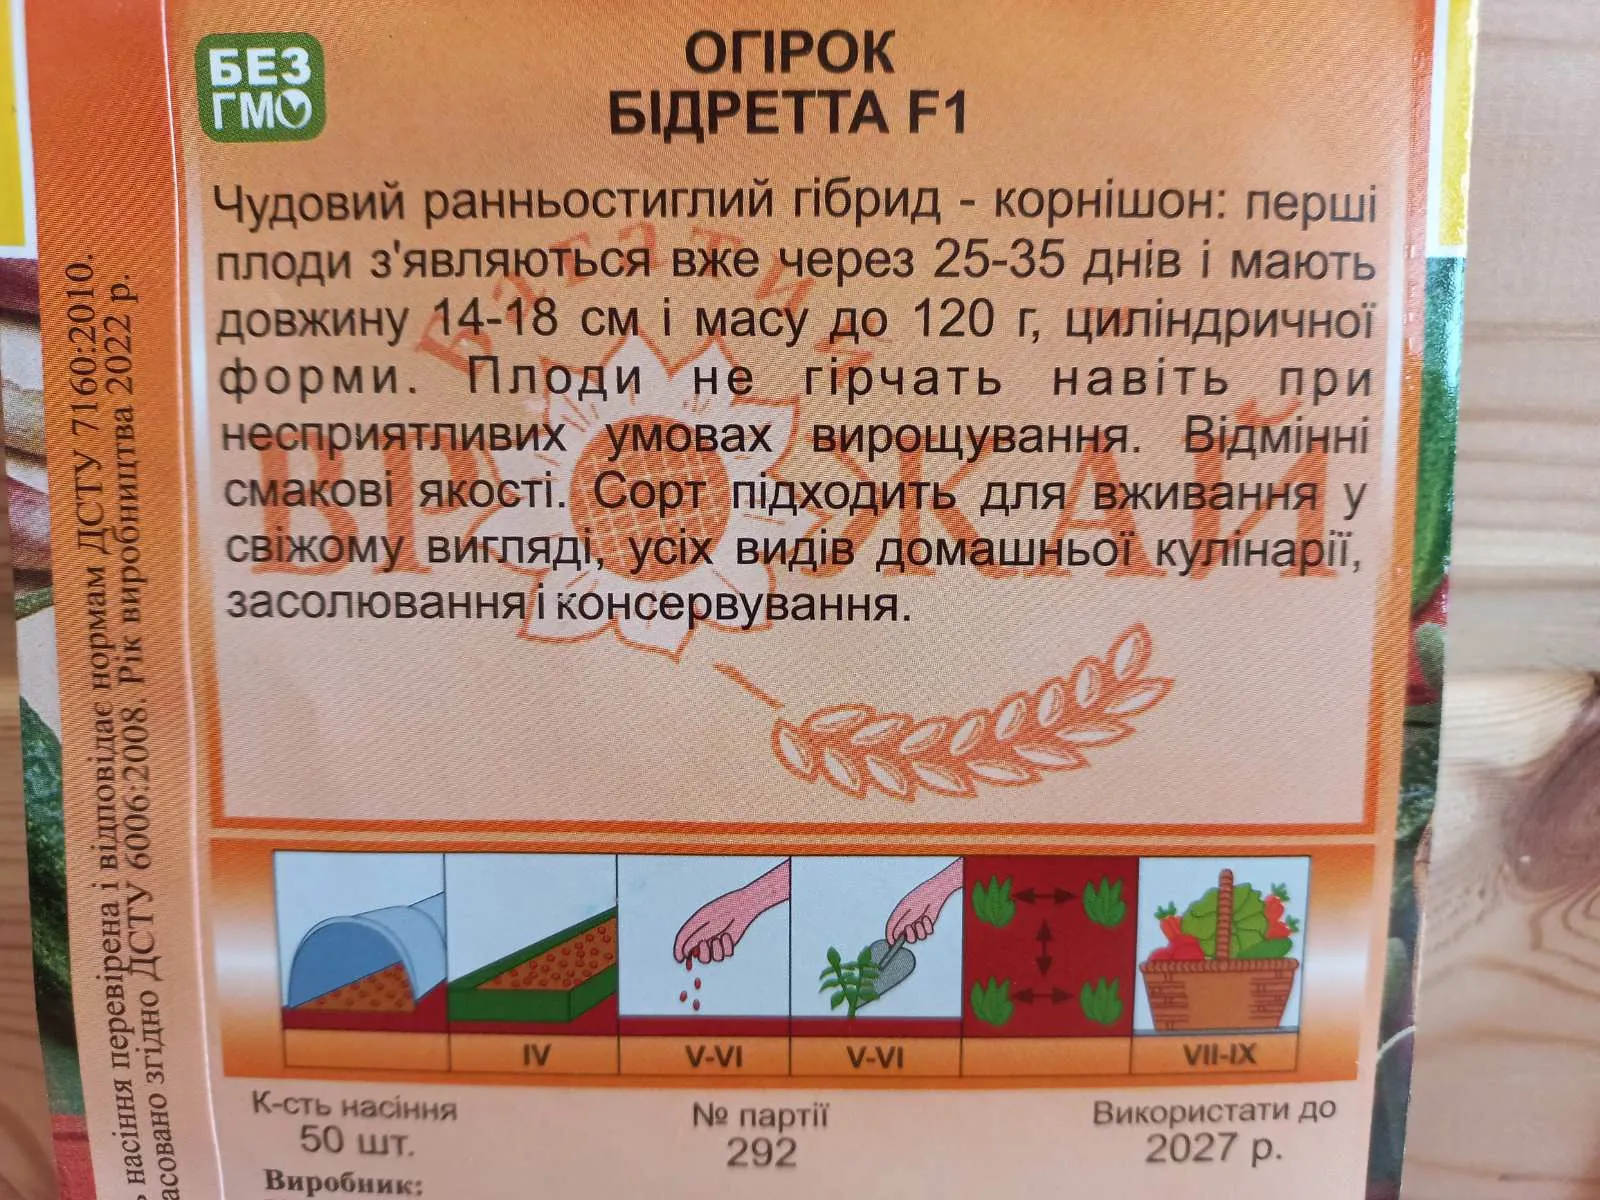 БЕЗ
ГМО
ОГІРОК
БІДРЕТТА F1
Чудовий ранньостиглий гібрид - корнішон: перші
плоди з'являються вже через 25-35 днів і мають
довжину 14-18 см і масу до 120 г, циліндричної
форми. Плоди не гірчать навіть при
несприятливих умовах вирощування. Відмінні
смакові якості. Сорт підходить для вживання у
свіжому вигляді, усіх видів домашньої кулінарії,
засолювання і консервування.
Багатий
ВРОЖАЙ
IV
V-VI
V-VI
VII-IX
К-сть насіння
50 шт.
№ партії
292
Використати до
2027 р.
Виробник:
насіння перевірена і відповідає нормам ДСТУ 7160:2010.
згідно ДСТУ 6006:2008. Рік виробництва 2022 р.